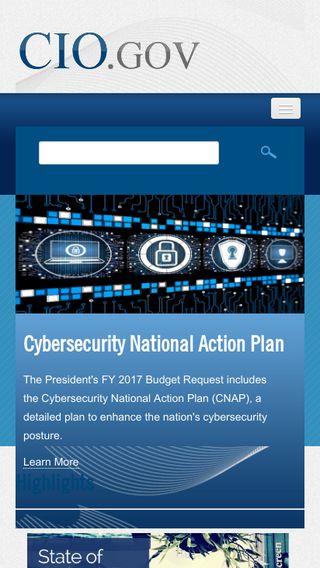 CIO.GOV
Cybersecurity National Action Plan
The President's FY 2017 Budget Request includes
the Cybersecurity National Action Plan (CNAP), a
detailed plan to enhance the nation's cybersecurity
posture.
Learn More
Highlights
State of
green